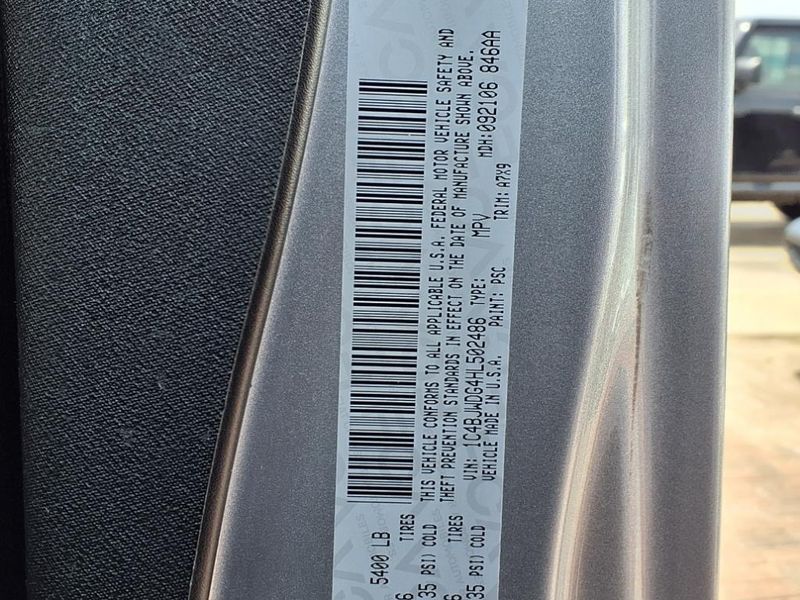 5400 LB
6 TIRES
35 PSI) COLD
THIS VEHICLE CONFORMS TO ALL APPLICABLE U.S.A. FEDERAL MOTOR VEHICLE SAFETY AND
THEFT PREVENTION STANDARDS IN EFFECT ON THE DATE OF MANUFACTURE SHOWN ABOVE.
6 TIRES VIN: 1C4BJWDG4HL502486 TYPE: MPV MDH:092106 846AA
35 PSI) COLD VEHICLE MADE IN U.S.A. PAINT: PSC TRIM: A7X9